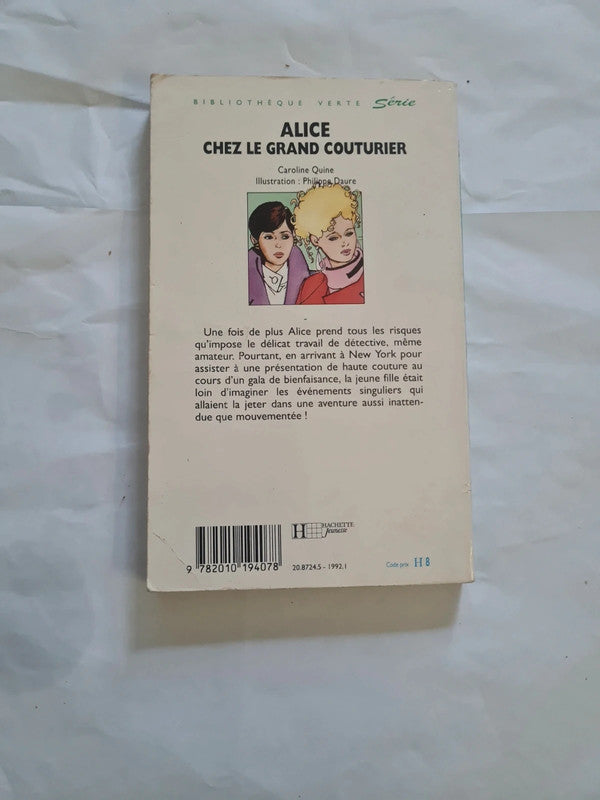 BIBLIOTHÈQUE VERTE Série
ALICE
CHEZ LE GRAND COUTURIER
Caroline Quine
Illustration : Philippe Daure
Une fois de plus Alice prend tous les risques
qu'impose le délicat travail de détective, même
amateur. Pourtant, en arrivant à New York pour
assister à une présentation de haute couture au
cours d'un gala de bienfaisance, la jeune fille était
loin d'imaginer les événements singuliers qui
allaient la jeter dans une aventure aussi inatten-
due que mouvementée !
H HACHETTE
Jeunesse
9 782010 194078
20.8724.5 - 1992.1
Code prix H 8